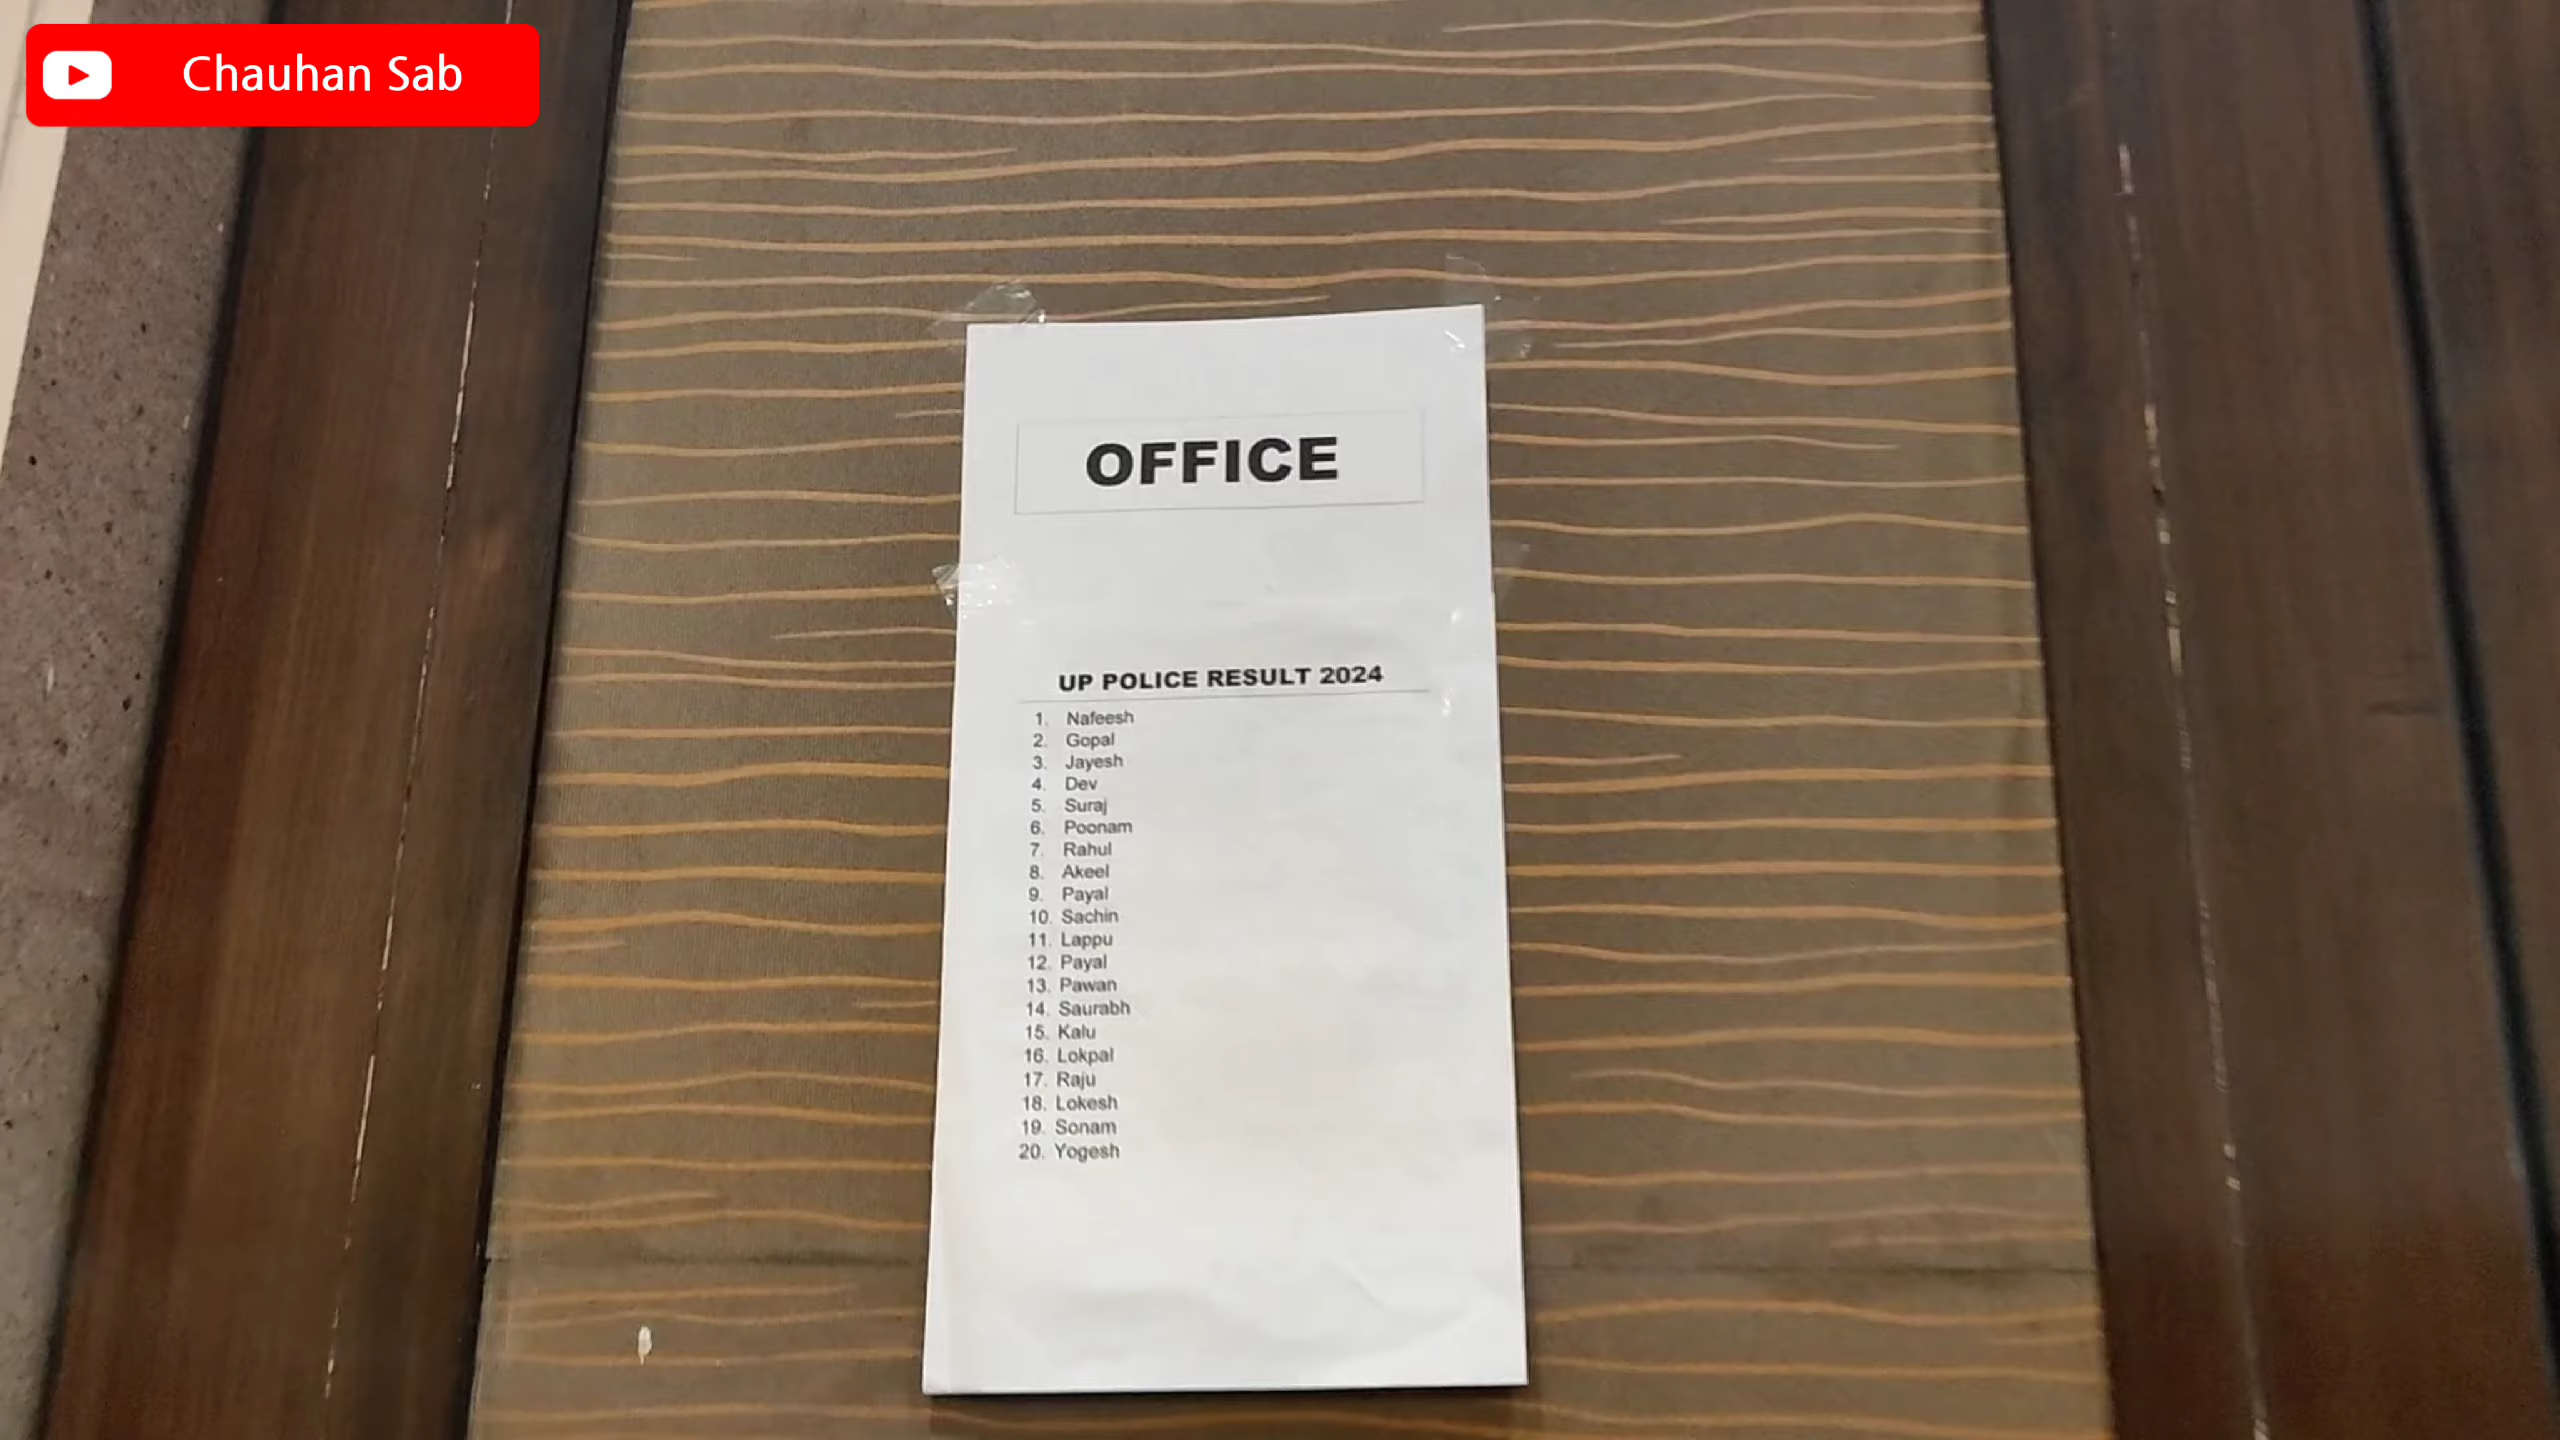 Chauhan Sab
OFFICE
UP POLICE RESULT 2024
1. Nafeesh
2. Gopal
3. Jayesh
4. Dev
5. Suraj
6. Poonam
7. Rahul
8. Akeel
9. Payal
10. Sachin
11. Lappu
12. Payal
13. Pawan
14. Saurabh
15. Kalu
16. Lokpal
17. Raju
18. Lokesh
19. Sonam
20. Yogesh